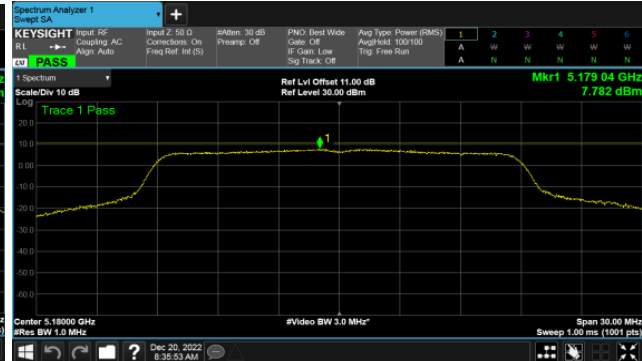 Spectrum Analyzer 1
Swept SA
KEYSIGHT
RL
Input: RF
Coupling: AC
Align: Auto
Input Z: 50 Ω
Corrections: On
Freq Ref: Int (S)
#Atten: 30 dB
Preamp: Off
PNO: Best Wide
Gate: Off
IF Gain: Low
Sig Track: Off
Avg Type: Power (RMS)
Avg|Hold: 100/100
Trig: Free Run
1 2 3 4 5 6
A W W W W W
A N N N N N
LXI PASS
1 Spectrum
Scale/Div 10 dB
Ref Lvl Offset 11.00 dB
Ref Level 30.00 dBm
Mkr1 5.179 04 GHz
7.782 dBm
Log
Trace 1 Pass
20.0
10.0
1
0.00
-10.0
-20.0
-30.0
-40.0
-50.0
-60.0
Center 5.18000 GHz
#Res BW 1.0 MHz
#Video BW 3.0 MHz*
Span 30.00 MHz
Sweep 1.00 ms (1001 pts)
?
Dec 20, 2022
8:35:53 AM